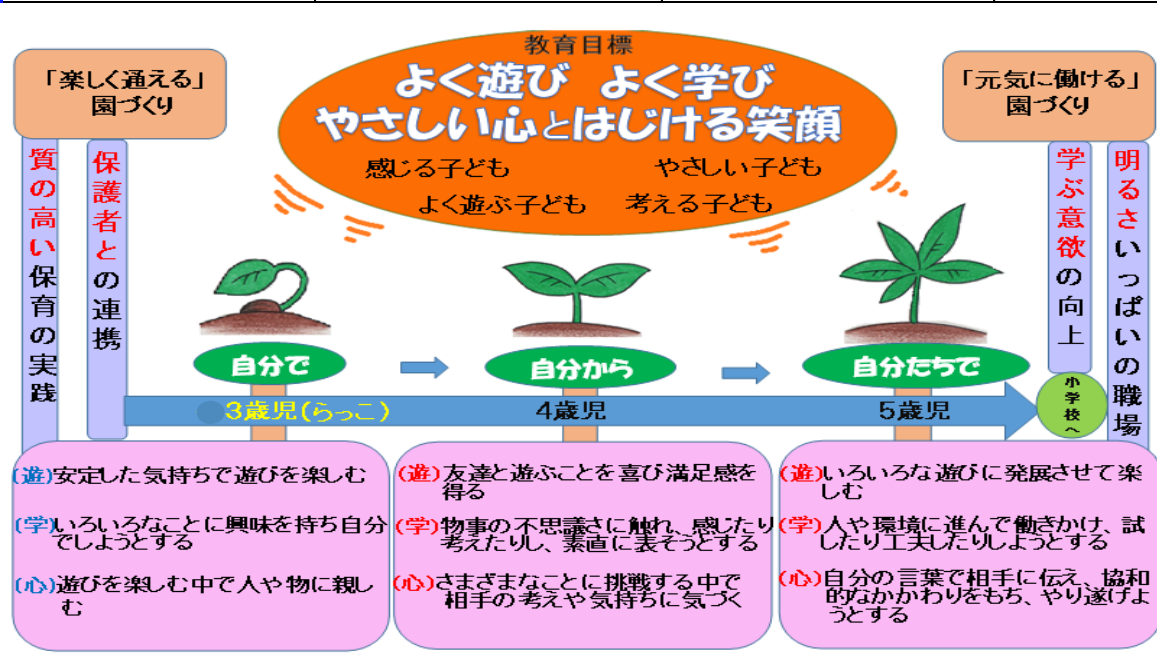 教育目標
よく遊び よく学び
やさしい心とはじける笑顔
感じる子ども やさしい子ども
よく遊ぶ子ども 考える子ども
「楽しく通える」
園づくり
「元気に働ける」
園づくり
質の高い保育の実践
保護者との連携
学ぶ意欲の向上
明るさいっぱいの職場
自分で
自分から
自分たちで
3歳児(らっこ)
4歳児
5歳児
小学校へ
(遊)安定した気持ちで遊びを楽しむ
(学)いろいろなことに興味を持ち自分
でしようとする
(心)遊びを楽しむ中で人や物に親し
む
(遊)友達と遊ぶことを喜び満足感を
得る
(学)物事の不思議さに触れ、感じたり
考えたりし、素直に表そうとする
(心)さまざまなことに挑戦する中で
相手の考えや気持ちに気づく
(遊)いろいろな遊びに発展させて楽
しむ
(学)人や環境に進んで働きかけ、試
したり工夫したりしようとする
(心)自分の言葉で相手に伝え、協和
的なかかわりをもち、やり遂げよ
うとする